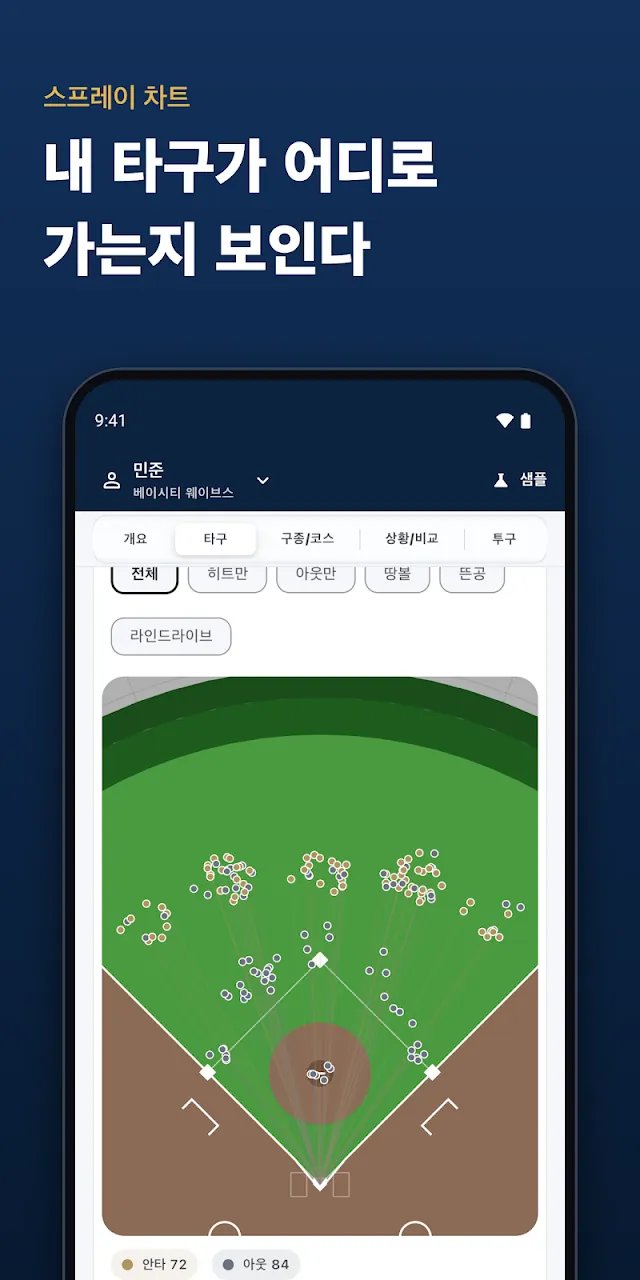 스프레이 차트
내 타구가 어디로
가는지 보인다
9:41
민준
베이시티 웨이브스
샘플
개요 타구 구종/코스 상황/비교 투구
전체 히트만 아웃만 땅볼 뜬공
라인드라이브
안타 72 아웃 84